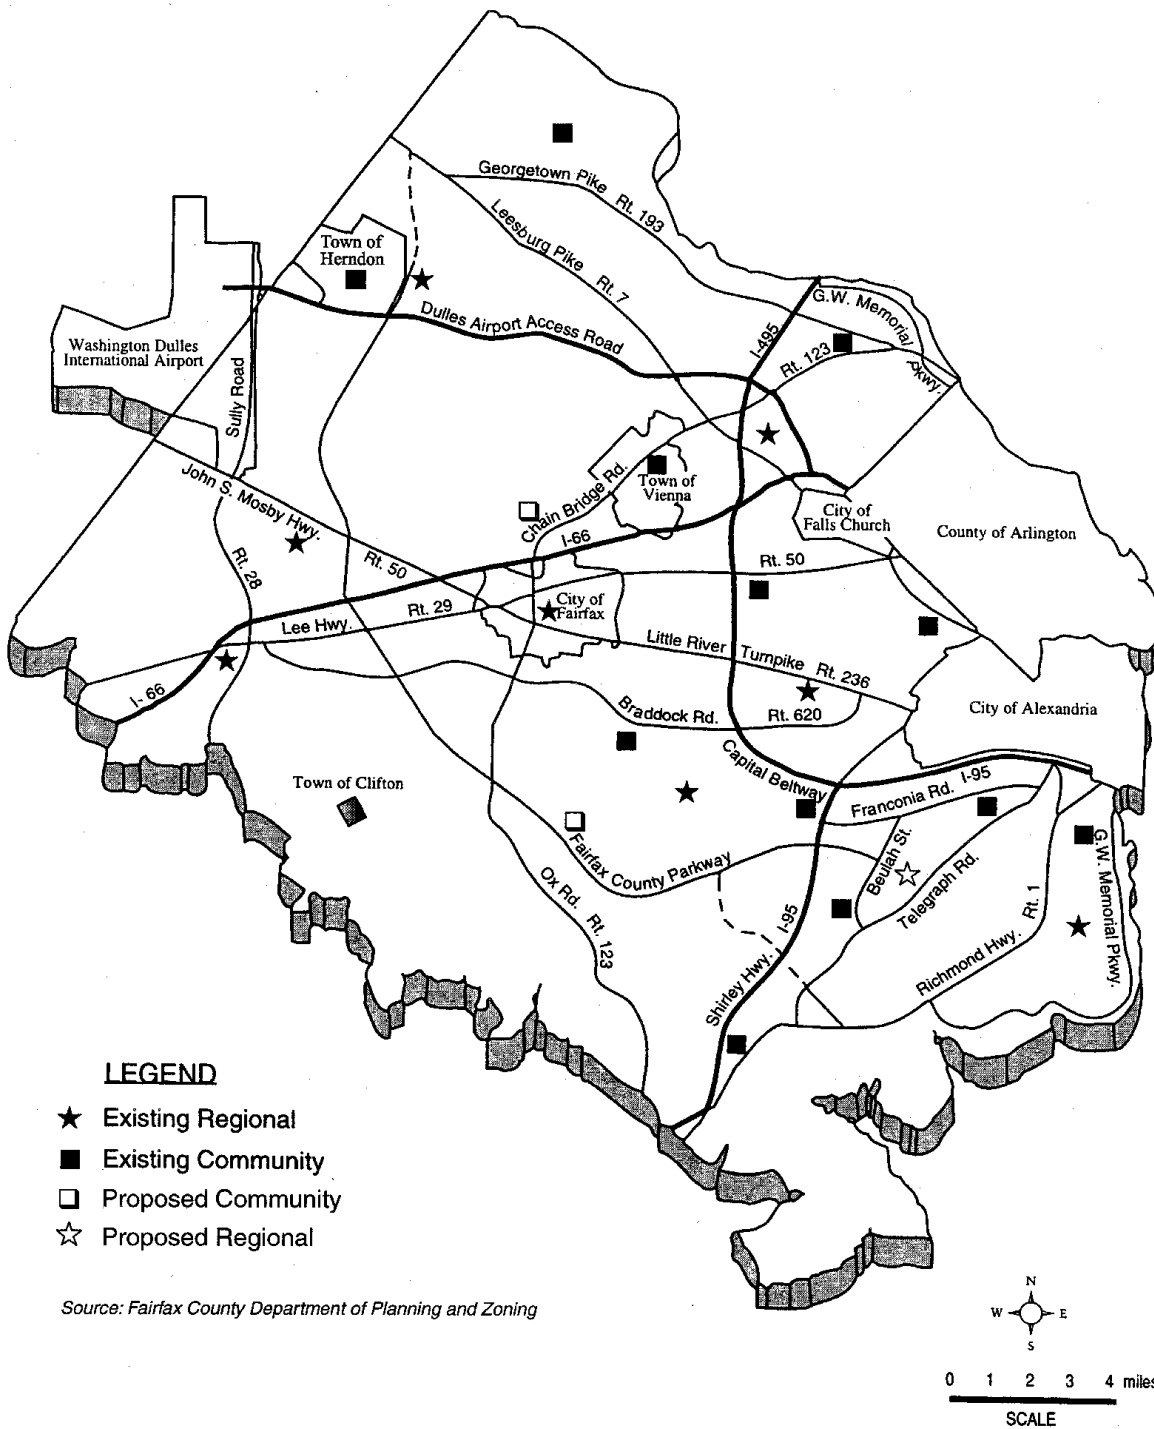 Georgetown Pike Rt. 193
Leesburg Pike Rt. 7
Town of
Herndon
G.W. Memorial
Pkwy.
I-495
Rt. 123
Dulles Airport Access Road
Washington Dulles
International Airport
Sully Road
John S. Mosby Hwy.
Chain Bridge Rd.
Town of
Vienna
City of
Falls Church
County of Arlington
I-66
Rt. 50
Rt. 50
Rt. 28
Rt. 29
Lee Hwy.
City of
Fairfax
Little River Turnpike Rt. 236
I-66
Braddock Rd.
Rt. 620
City of Alexandria
Capital Beltway
Town of Clifton
I-95
Franconia Rd.
Beulah St.
Fairfax County Parkway
Telegraph Rd.
G.W. Memorial Pkwy.
Ox Rd. Rt. 123
I-95
Rt. 1
Richmond Hwy.
Shirley Hwy.
LEGEND
Existing Regional
Existing Community
Proposed Community
Proposed Regional
Source: Fairfax County Department of Planning and Zoning
N
W
E
S
0 1 2 3 4 miles
SCALE